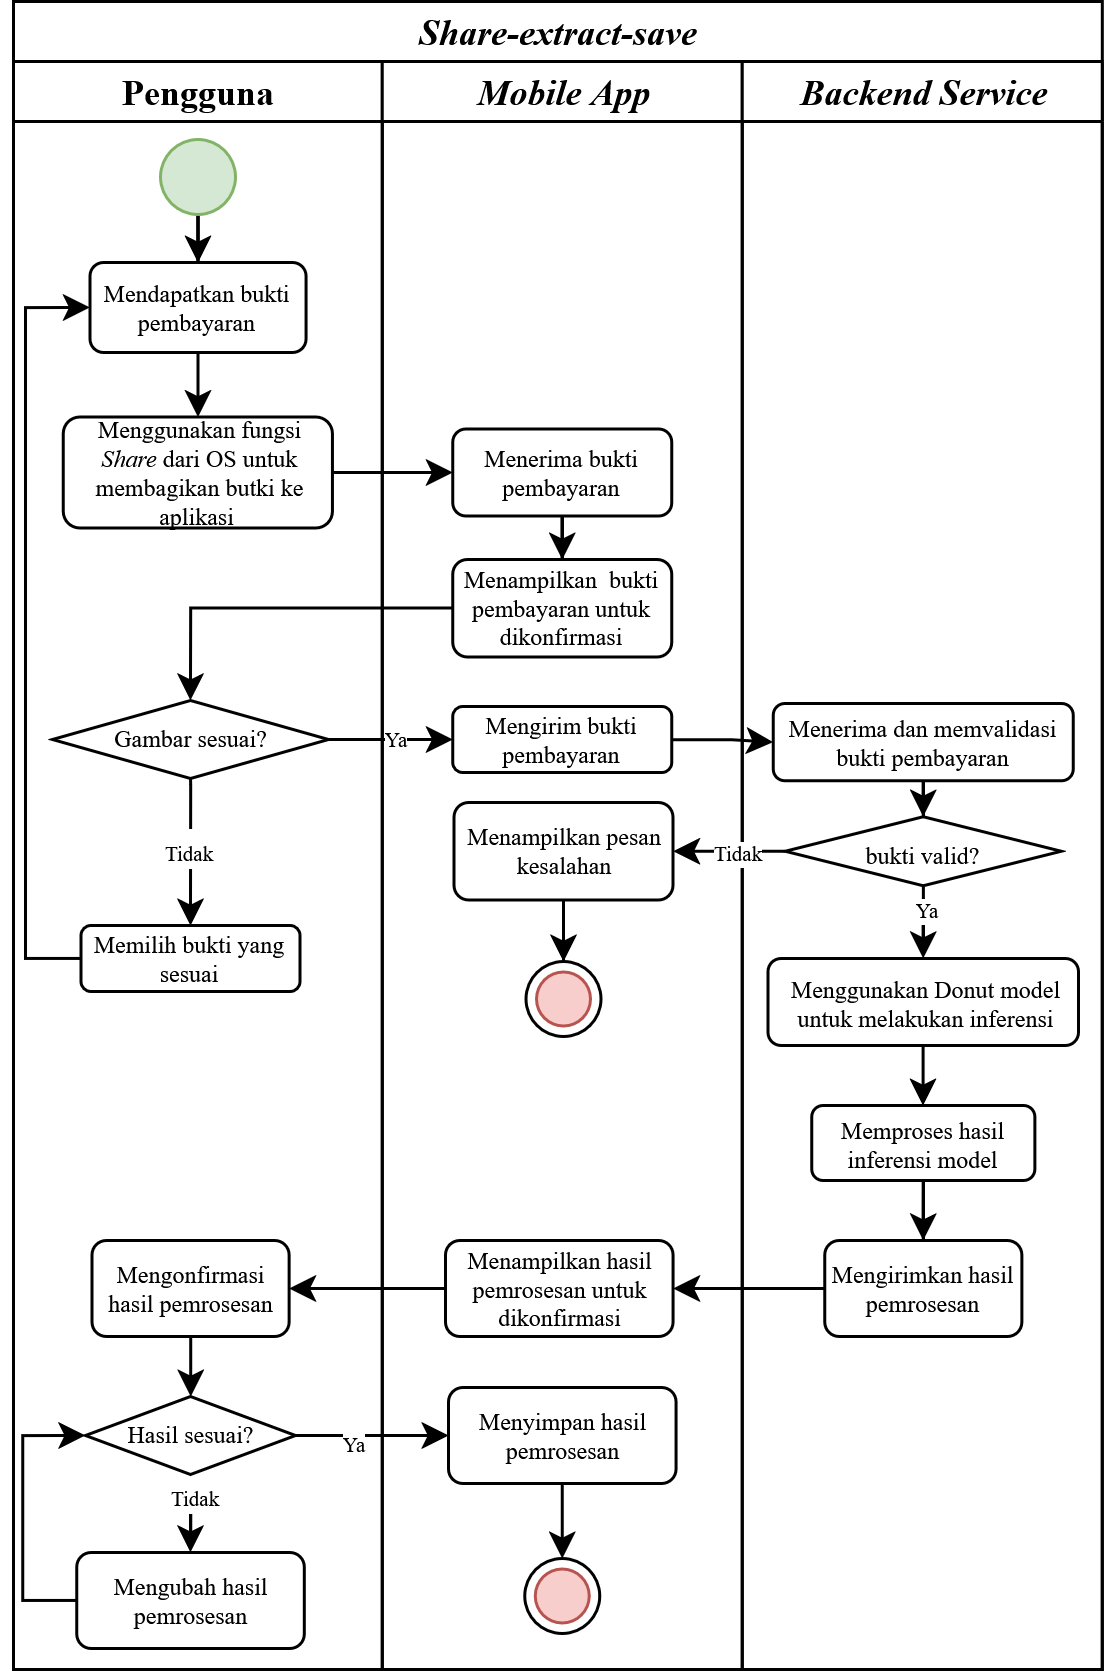 Share-extract-save
Pengguna
Mobile App
Backend Service
Mendapatkan bukti
pembayaran
Menggunakan fungsi
Share dari OS untuk
membagikan butki ke
aplikasi
Menerima bukti
pembayaran
Menampilkan bukti
pembayaran untuk
dikonfirmasi
Gambar sesuai?
Ya
Mengirim bukti
pembayaran
Menerima dan memvalidasi
bukti pembayaran
Menampilkan pesan
kesalahan
Tidak
bukti valid?
Tidak
Ya
Memilih bukti yang
sesuai
Menggunakan Donut model
untuk melakukan inferensi
Memproses hasil
inferensi model
Mengonfirmasi
hasil pemrosesan
Menampilkan hasil
pemrosesan untuk
dikonfirmasi
Mengirimkan hasil
pemrosesan
Hasil sesuai?
Ya
Menyimpan hasil
pemrosesan
Tidak
Mengubah hasil
pemrosesan